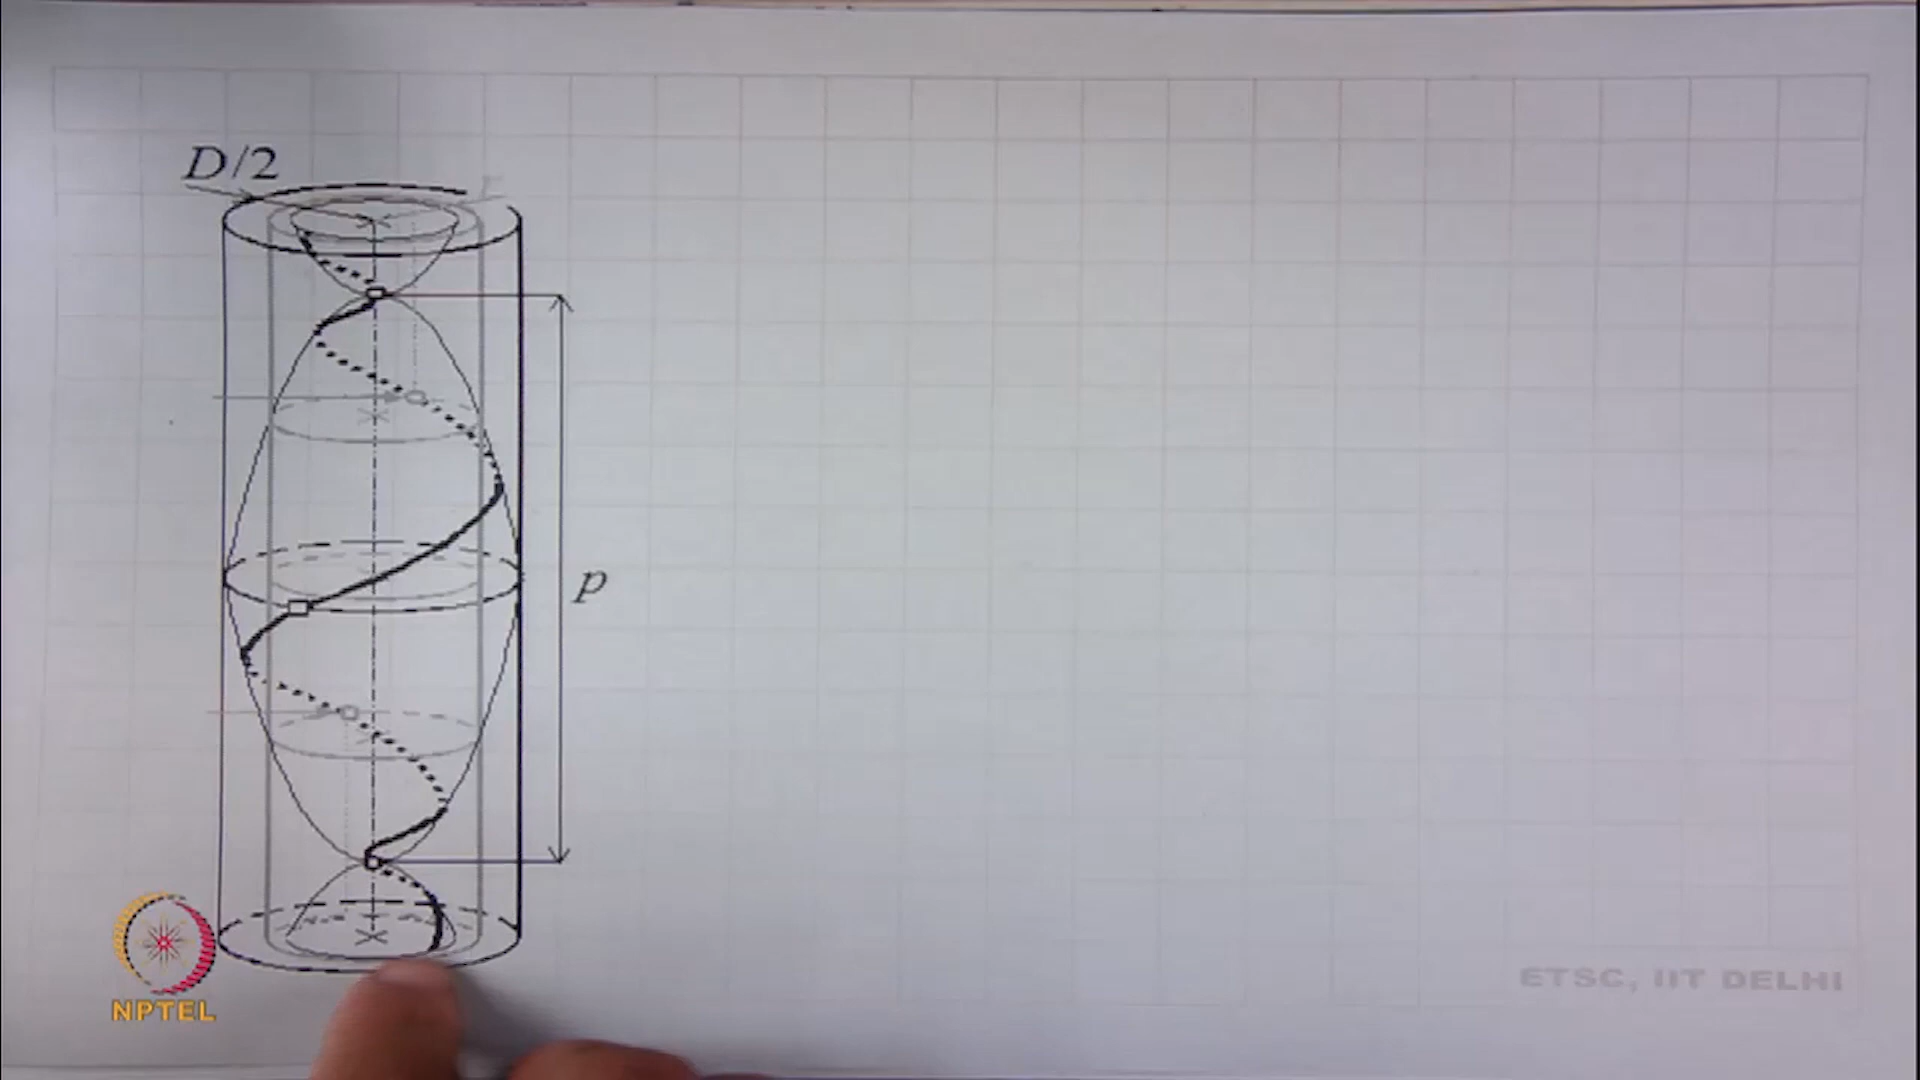 D/2
r
p
NPTEL
ETSC, IIT DELHI